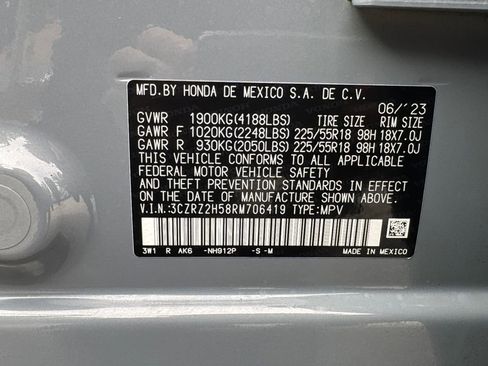 MFD.BY HONDA DE MEXICO S.A. DE C.V.
06/'23
GVWR 1900KG(4188LBS) TIRE SIZE RIM SIZE
GAWR F 1020KG(2248LBS) 225/55R18 98H 18X7.0J
GAWR R 930KG(2050LBS) 225/55R18 98H 18X7.0J
THIS VEHICLE CONFORMS TO ALL APPLICABLE
FEDERAL MOTOR VEHICLE SAFETY
AND THEFT PREVENTION STANDARDS IN EFFECT
ON THE DATE OF MANUFACTURE SHOWN ABOVE.
V.I.N.:3CZRZ2H58RM706419 TYPE:MPV
3W1 R AK6 -NH912P -S-M MADE IN MEXICO